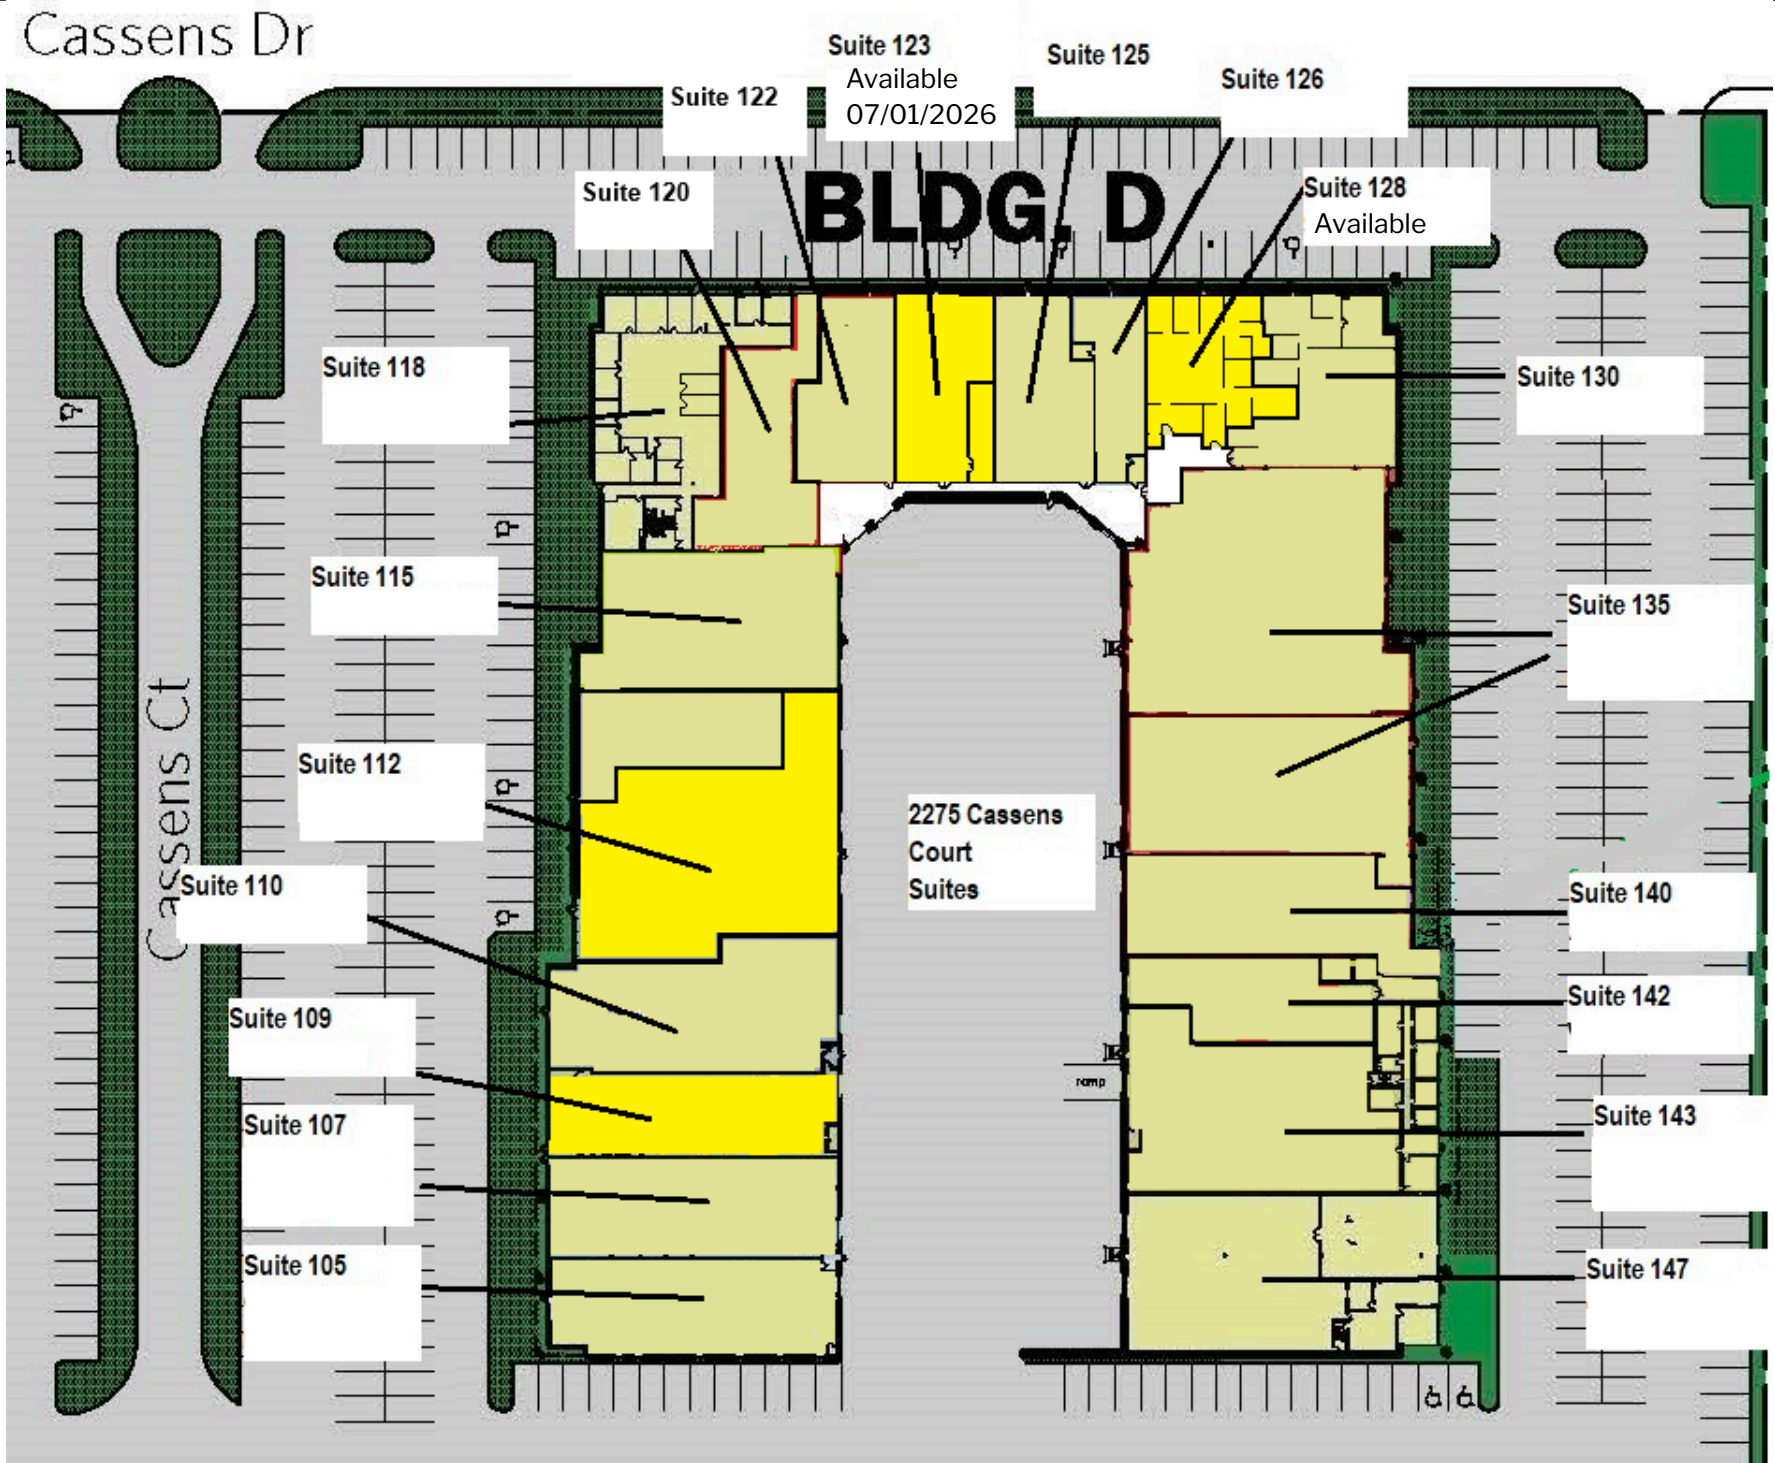 Cassens Dr
Suite 123
Available
07/01/2026
Suite 125
Suite 126
Suite 122
Suite 120
BLDG. D
Suite 128
Available
Suite 118
Suite 130
Suite 115
Suite 135
Suite 112
Cassens Ct
2275 Cassens
Court
Suites
Suite 110
Suite 140
Suite 109
Suite 142
ramp
Suite 107
Suite 143
Suite 105
Suite 147